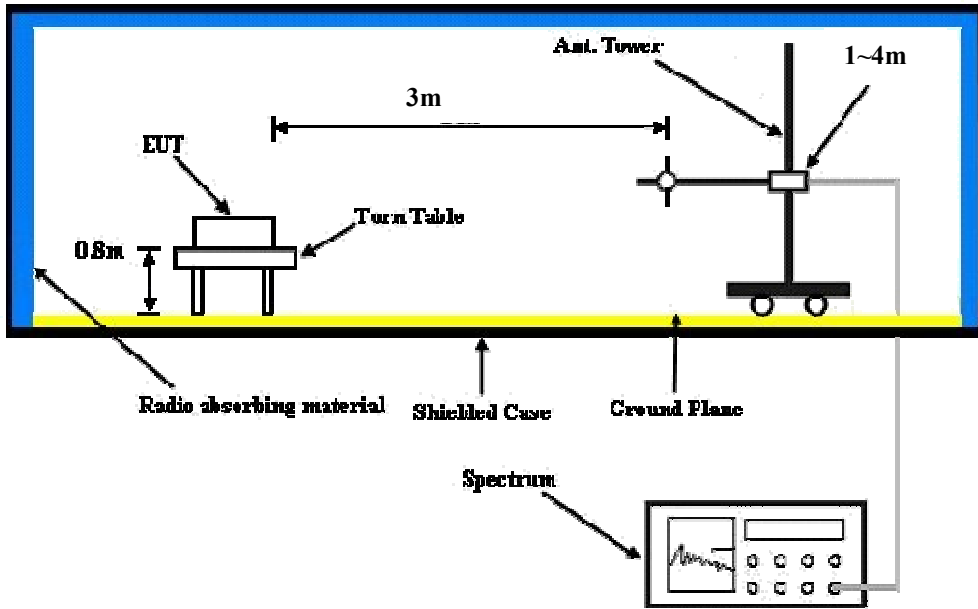 Ant. Tower
1~4m
3m
EUT
Turn Table
0.8m
Radio absorbing material
Shielded Case
Ground Plane
Spectrum